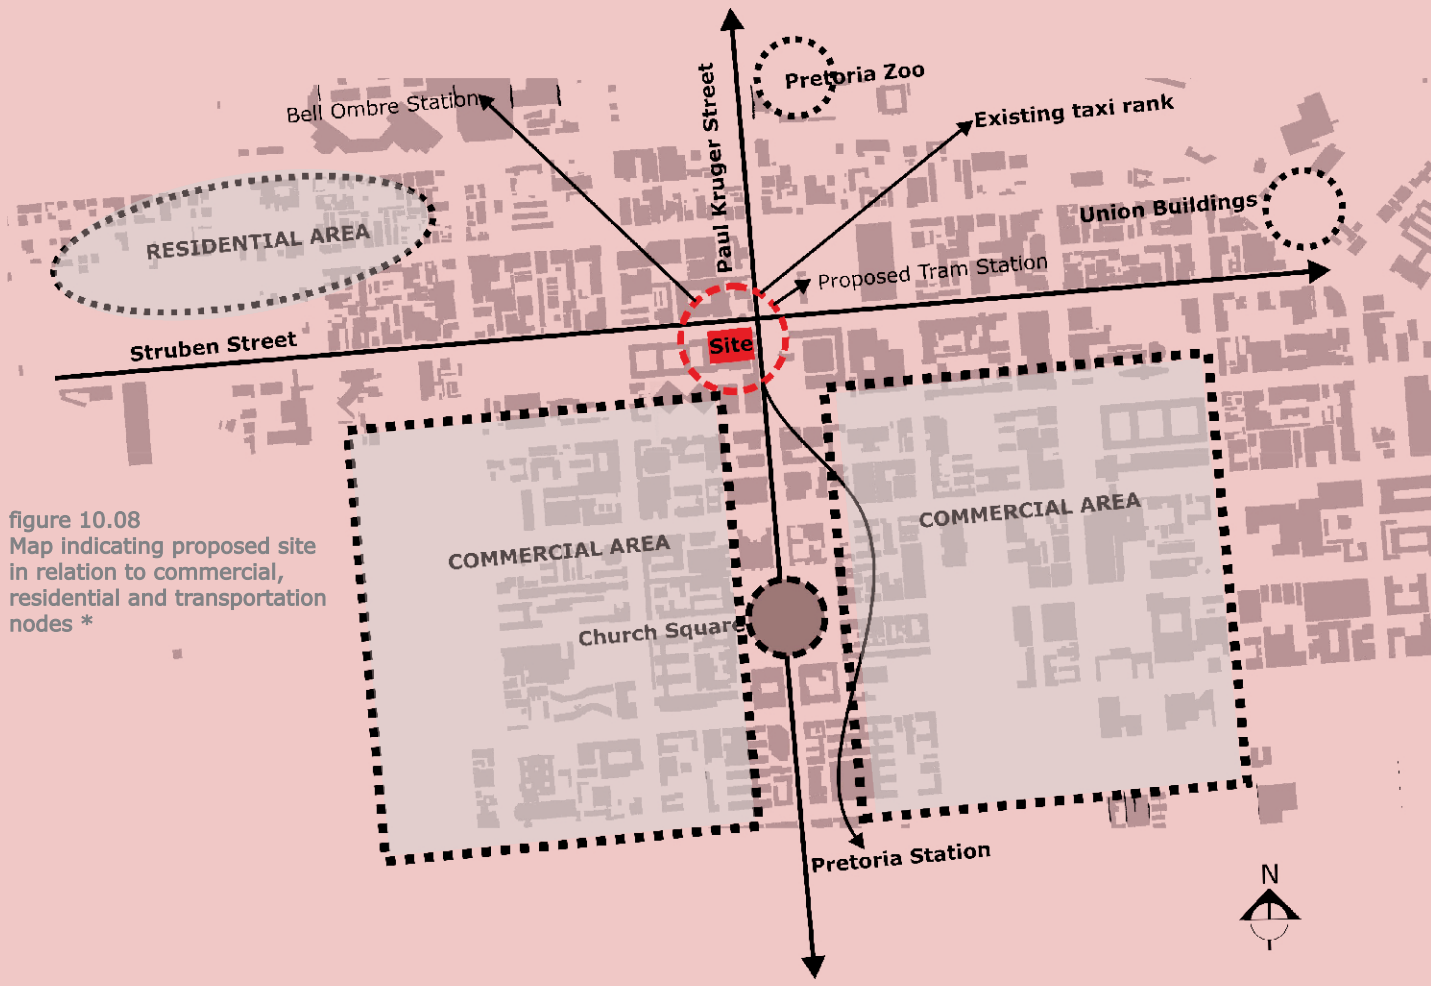 Pretoria Zoo
Bell Ombre Station
Existing taxi rank
Paul Kruger Street
Union Buildings
RESIDENTIAL AREA
Proposed Tram Station
Struben Street
Site
COMMERCIAL AREA
COMMERCIAL AREA
figure 10.08
Map indicating proposed site
in relation to commercial,
residential and transportation
nodes *
Church Square
Pretoria Station
N